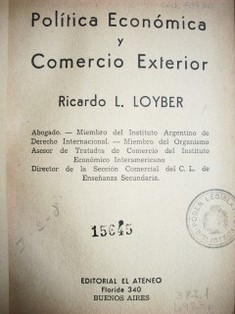 Política Económica
y
Comercio Exterior
Ricardo L. LOYBER
Abogado. — Miembro del Instituto Argentino de
Derecho Internacional. — Miembro del Organismo
Asesor de Tratados de Comercio del Instituto
Económico Interamericano
Director de la Sección Comercial del C. L. de
Enseñanza Secundaria.
15645
EDITORIAL EL ATENEO
Florida 340
BUENOS AIRES